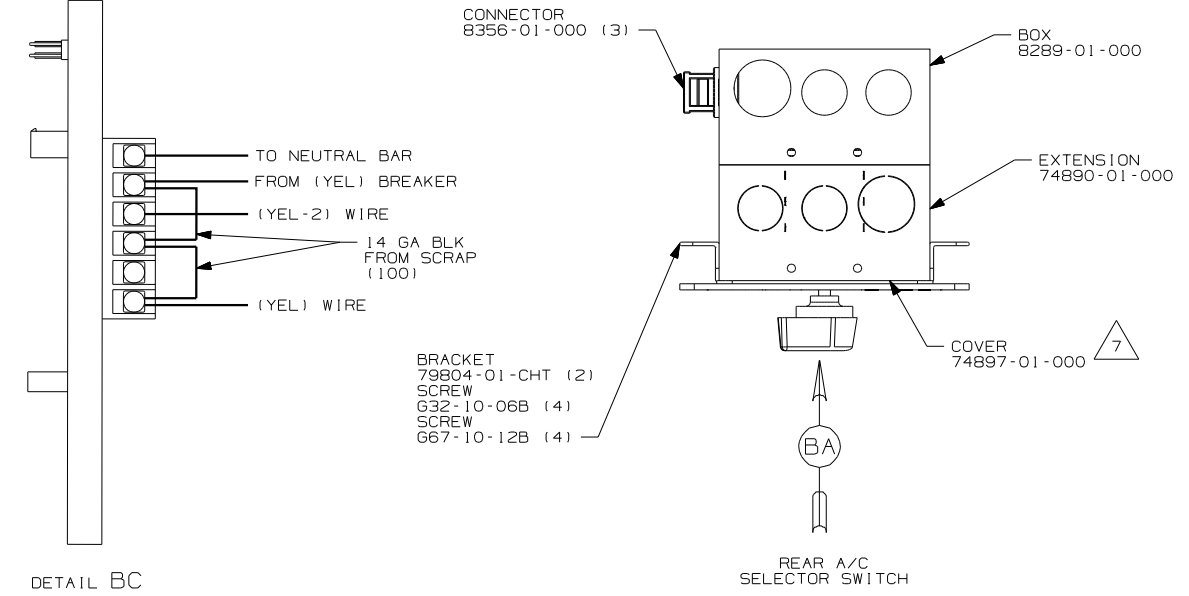 CONNECTOR
8356-01-000 (3)
BOX
8289-01-000
TO NEUTRAL BAR
FROM (YEL) BREAKER
(YEL-2) WIRE
14 GA BLK
FROM SCRAP
(100)
(YEL) WIRE
EXTENSION
74890-01-000
COVER
74897-01-000
7
BRACKET
79804-01-CHT (2)
SCREW
G32-10-06B (4)
SCREW
G67-10-12B (4)
BA
REAR A/C
SELECTOR SWITCH
DETAIL BC